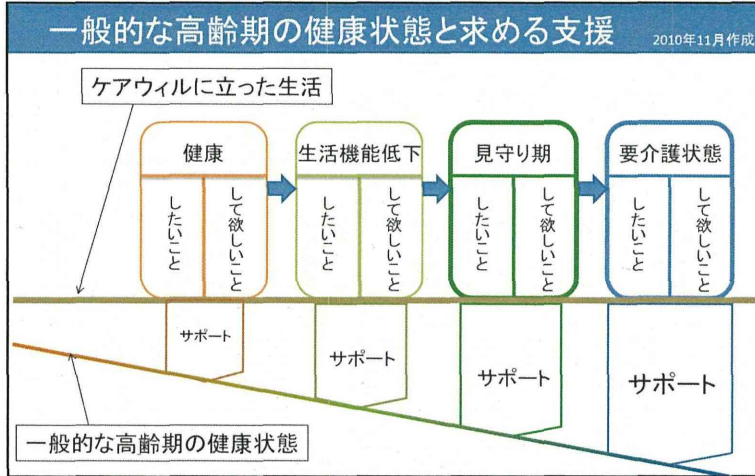 一般的な高齢期の健康状態と求める支援
2010年11月作成
ケアウィルに立った生活
健康
したいこと
して欲しいこと
生活機能低下
したいこと
して欲しいこと
見守り期
したいこと
して欲しいこと
要介護状態
したいこと
して欲しいこと
サポート
サポート
サポート
サポート
一般的な高齢期の健康状態